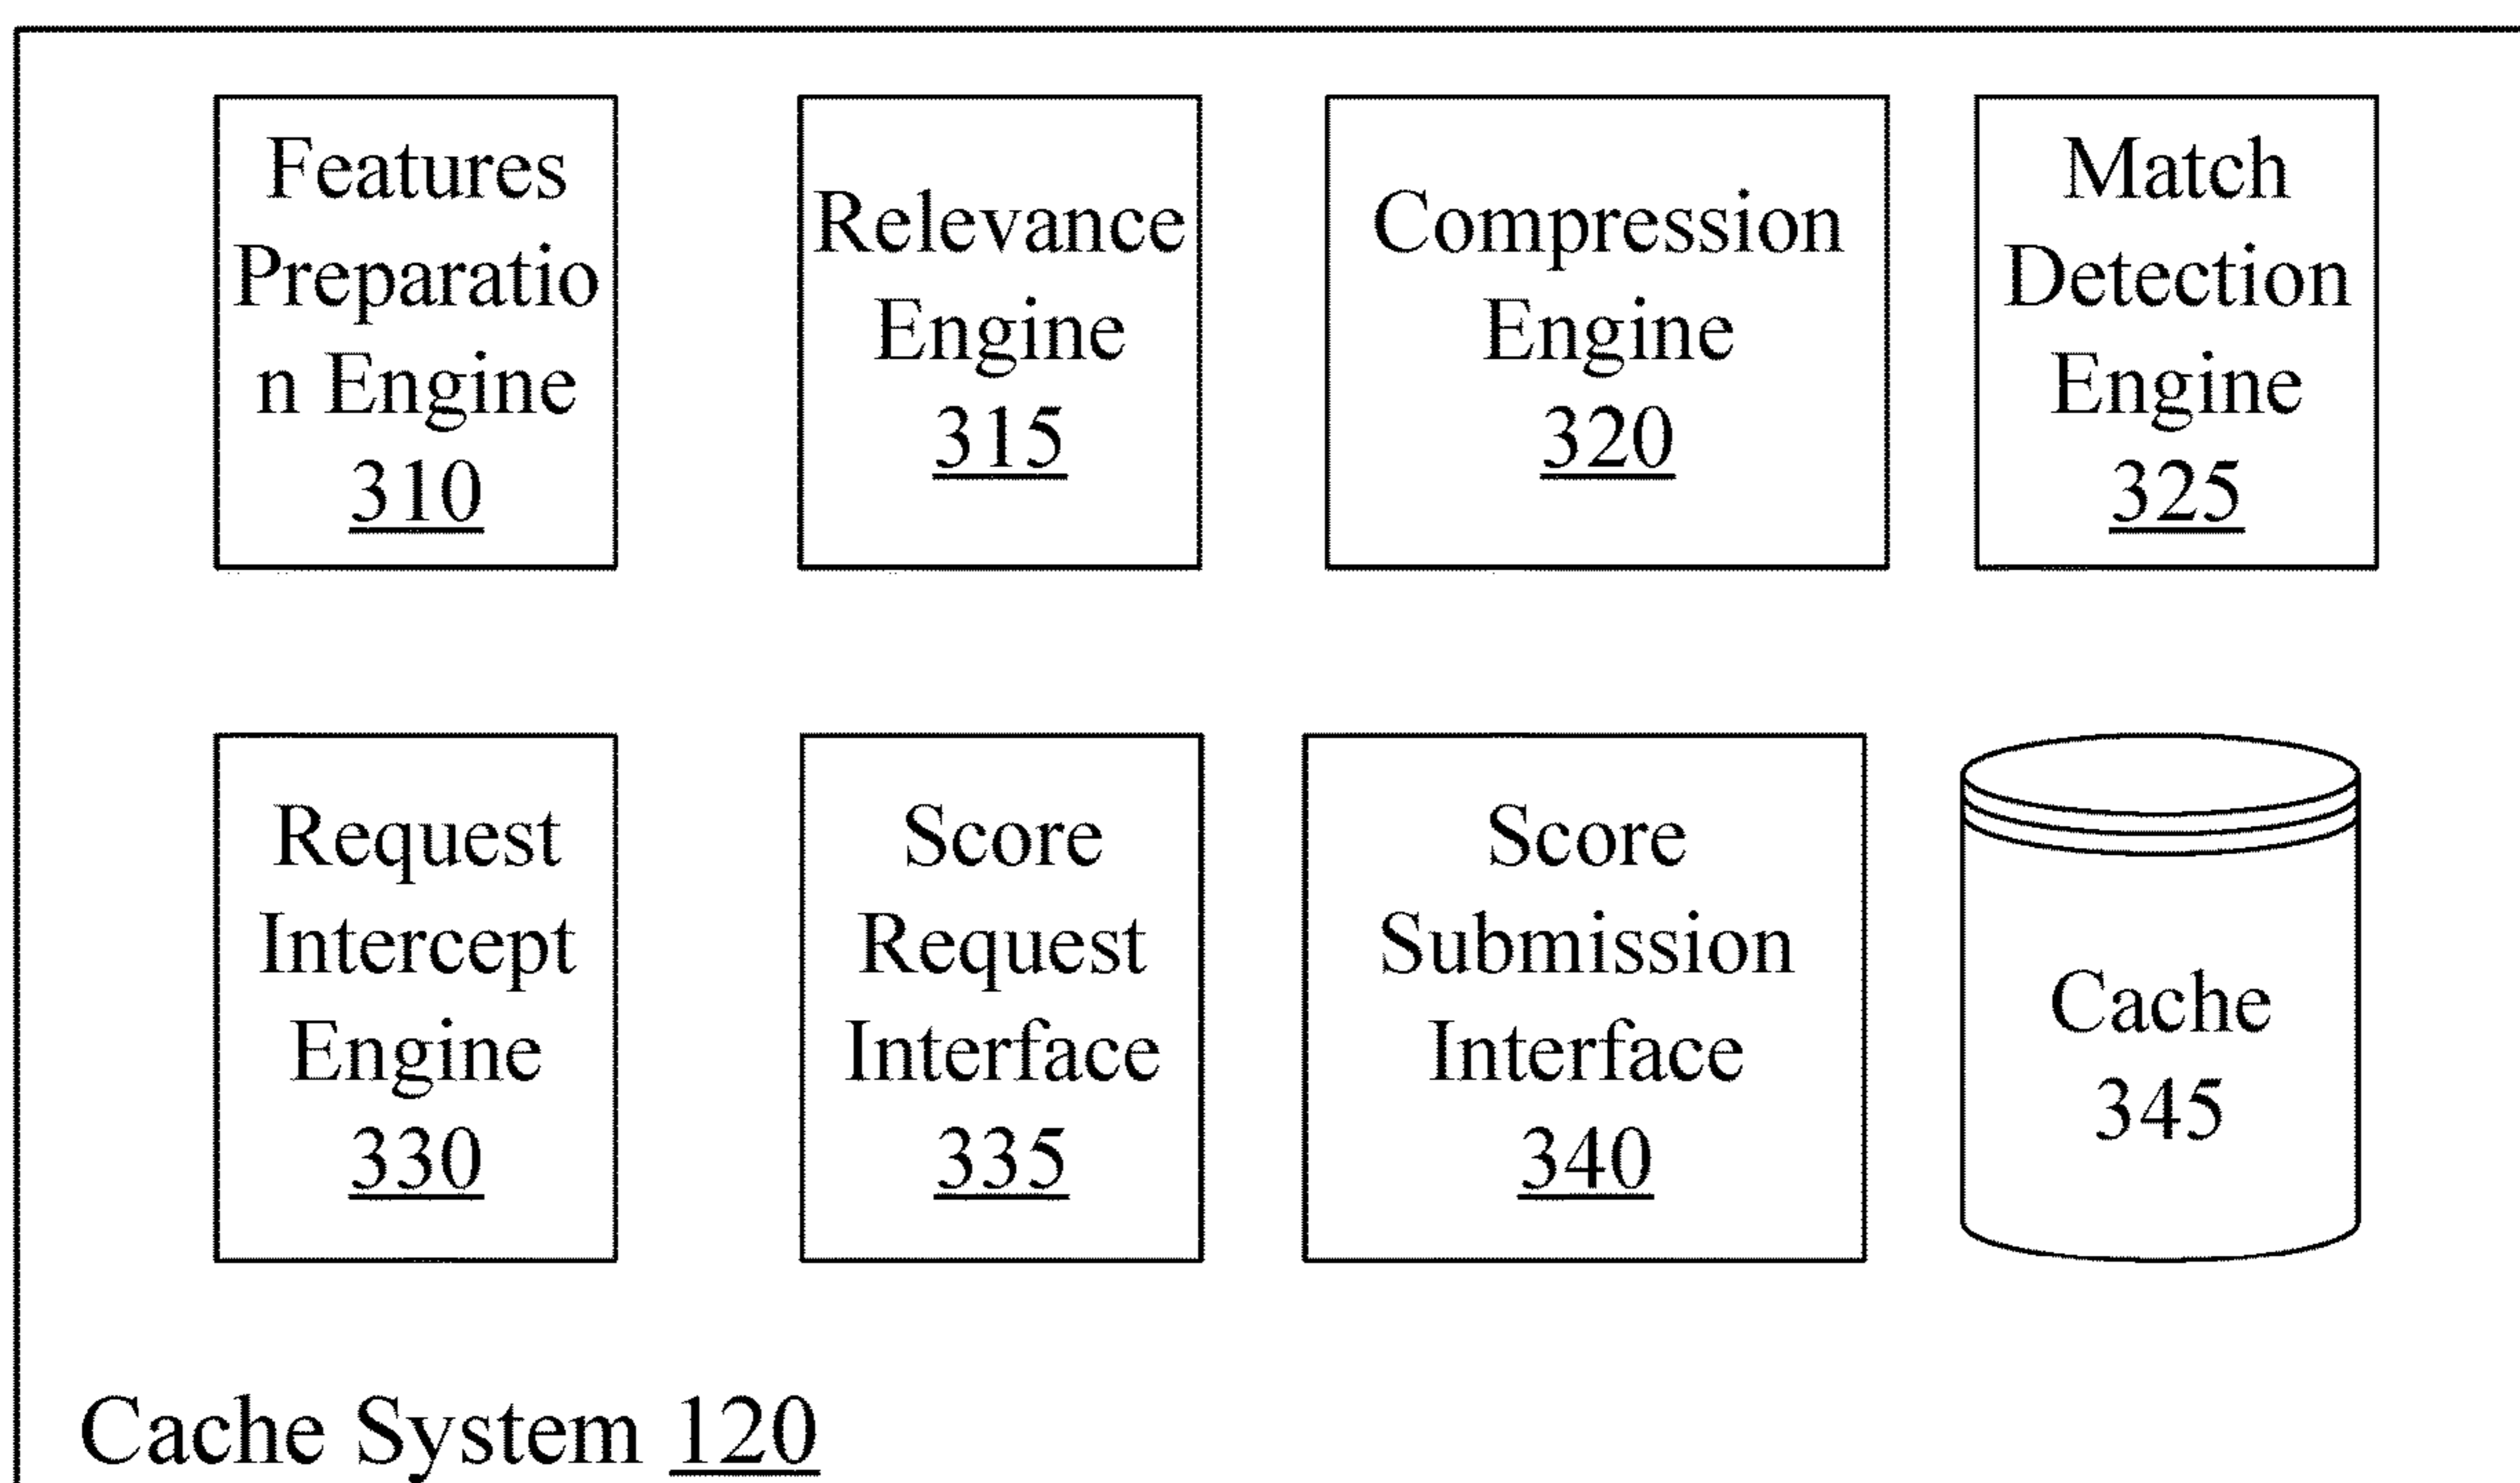 Features
Preparatio
n Engine
310
Relevance
Engine
315
Compression
Engine
320
Match
Detection
Engine
325
Request
Intercept
Engine
330
Score
Request
Interface
335
Score
Submission
Interface
340
Cache
345
Cache System 120